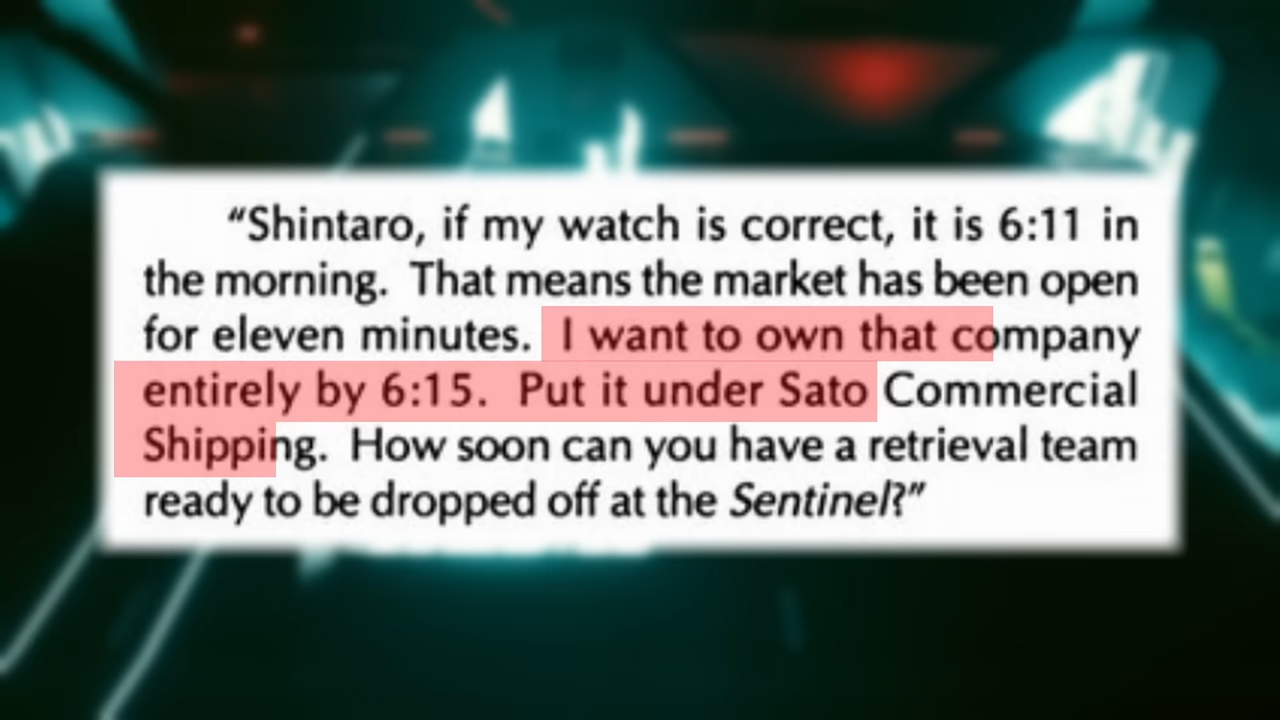 “Shintaro, if my watch is correct, it is 6:11 in
the morning. That means the market has been open
for eleven minutes. I want to own that company
entirely by 6:15. Put it under Sato Commercial
Shipping. How soon can you have a retrieval team
ready to be dropped off at the Sentinel?”